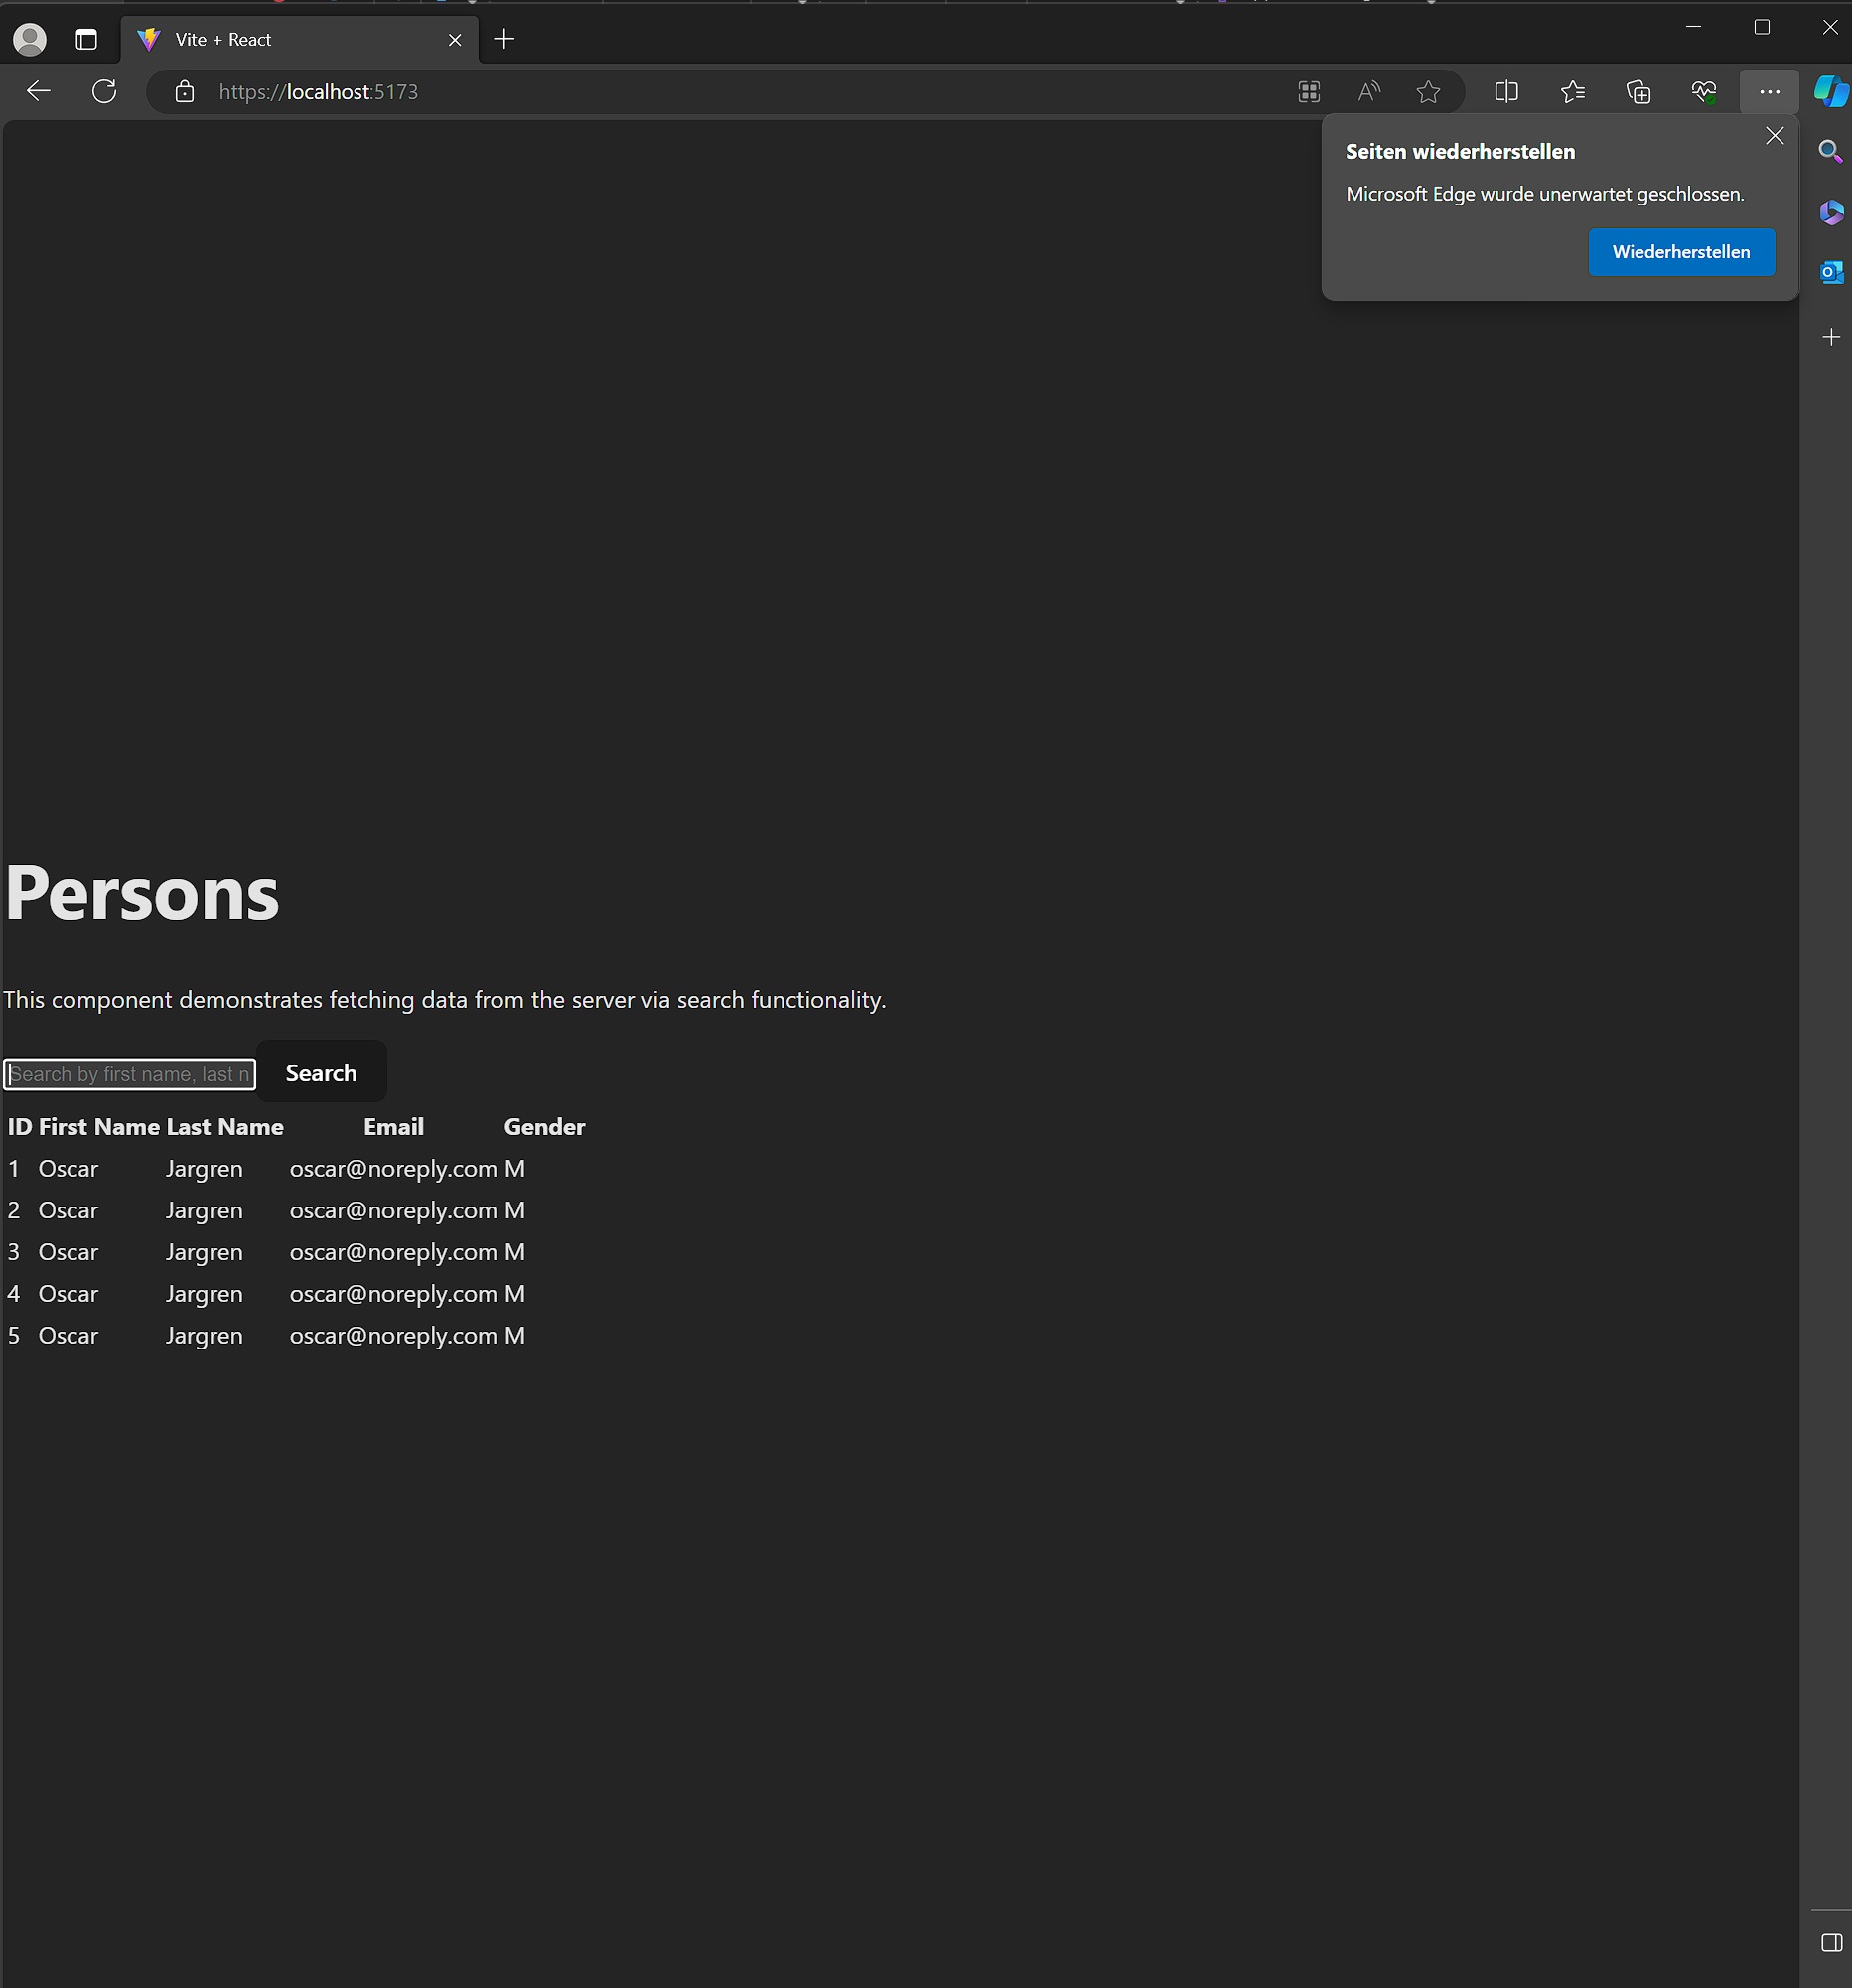 Vite + React
https://localhost:5173
Seiten wiederherstellen
Microsoft Edge wurde unerwartet geschlossen.
Wiederherstellen
Persons
This component demonstrates fetching data from the server via search functionality.
Search by first name, last n
Search
ID First Name Last Name Email Gender
1 Oscar Jargren oscar@noreply.com M
2 Oscar Jargren oscar@noreply.com M
3 Oscar Jargren oscar@noreply.com M
4 Oscar Jargren oscar@noreply.com M
5 Oscar Jargren oscar@noreply.com M